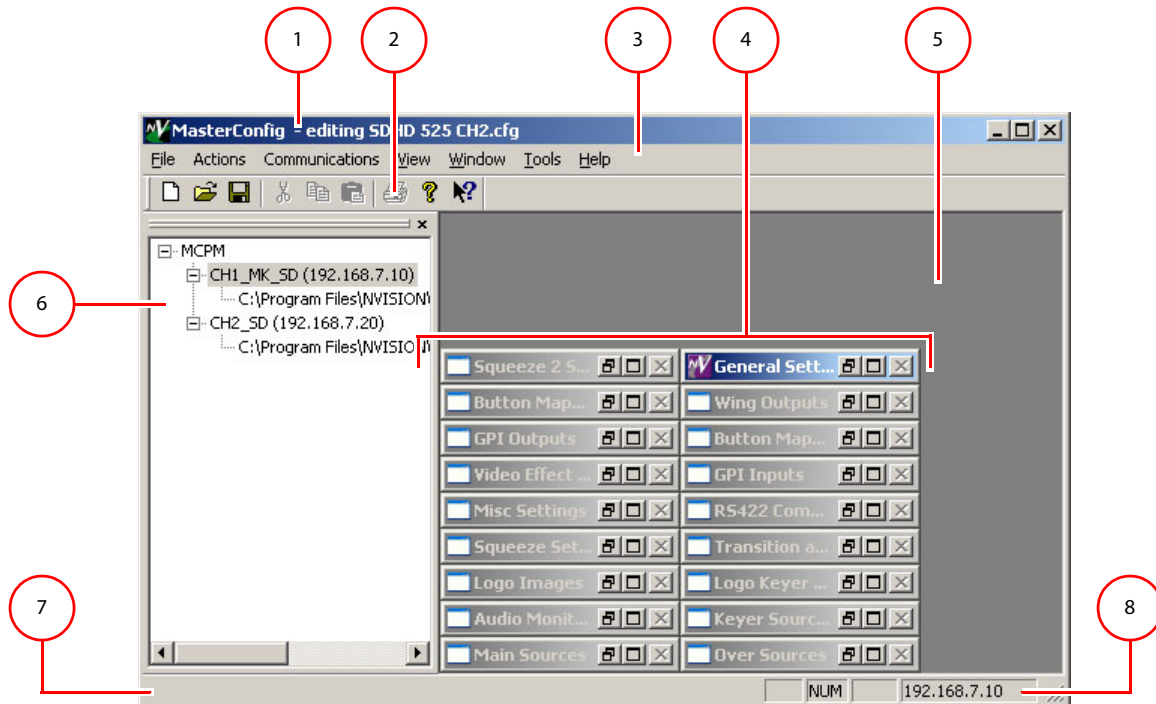 1
2
3
4
5
MasterConfig - editing SDHD 525 CH2.cfg
File Actions Communications View Window Tools Help
MCPM
CH1_MK_SD (192.168.7.10)
C:\Program Files\NVISION\
CH2_SD (192.168.7.20)
C:\Program Files\NVISION\
6
Squeeze 2 S... General Sett...
Button Map... Wing Outputs
GPI Outputs Button Map...
Video Effect ... GPI Inputs
Misc Settings RS422 Com...
Squeeze Set... Transition a...
Logo Images Logo Keyer ...
Audio Monit... Keyer Sourc...
Main Sources Over Sources
7
8
NUM 192.168.7.10